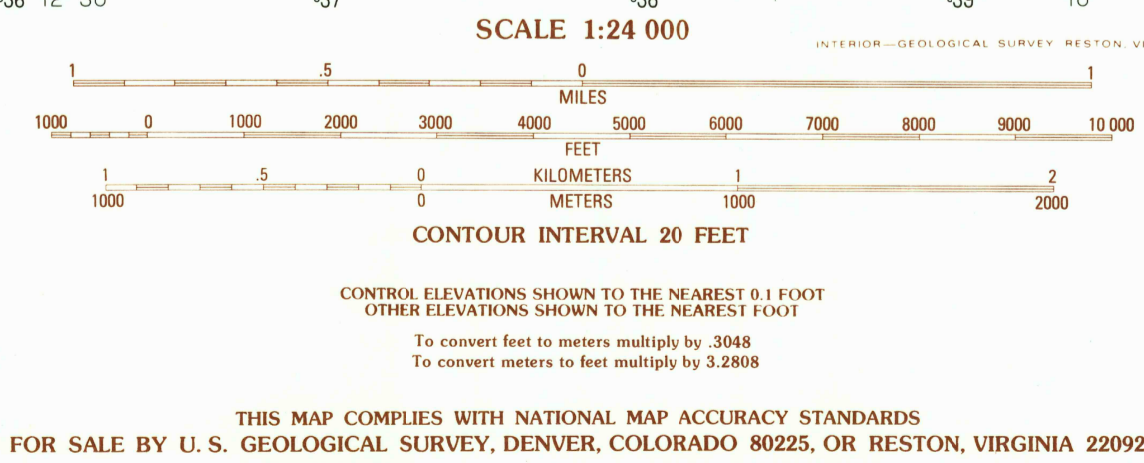 SCALE 1:24 000
INTERIOR—GEOLOGICAL SURVEY RESTON, VI
1 .5 0 1
MILES
1000 0 1000 2000 3000 4000 5000 6000 7000 8000 9000 10 000
FEET
1 .5 0 KILOMETERS 1 2
1000 0 METERS 1000 2000
CONTOUR INTERVAL 20 FEET
CONTROL ELEVATIONS SHOWN TO THE NEAREST 0.1 FOOT
OTHER ELEVATIONS SHOWN TO THE NEAREST FOOT
To convert feet to meters multiply by .3048
To convert meters to feet multiply by 3.2808
THIS MAP COMPLIES WITH NATIONAL MAP ACCURACY STANDARDS
FOR SALE BY U. S. GEOLOGICAL SURVEY, DENVER, COLORADO 80225, OR RESTON, VIRGINIA 22092